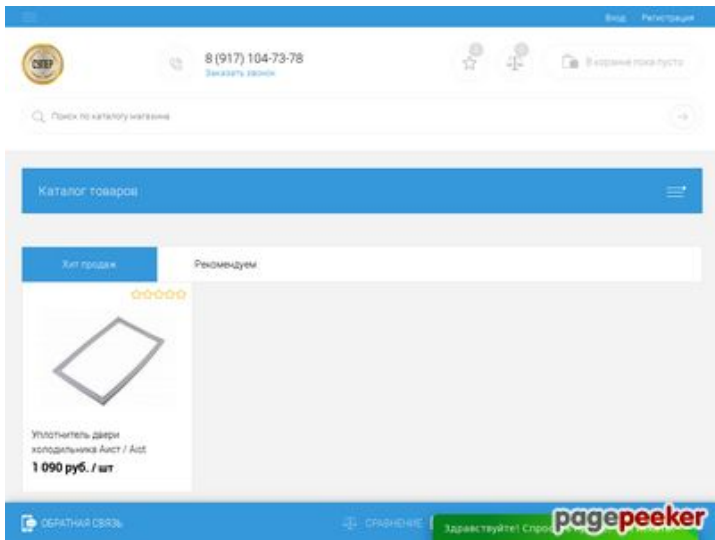 Вход Регистрация
СУПЕР
8 (917) 104-73-78
Заказать звонок
В корзине пока пусто
Поиск по каталогу магазина
Каталог товаров
Хит продаж
Рекомендуем
Уплотнитель двери
холодильника Аист / Aist
1 090 руб. / шт
ОБРАТНАЯ СВЯЗЬ
СРАВНЕНИЕ
Здравствуйте!
pagepeeker